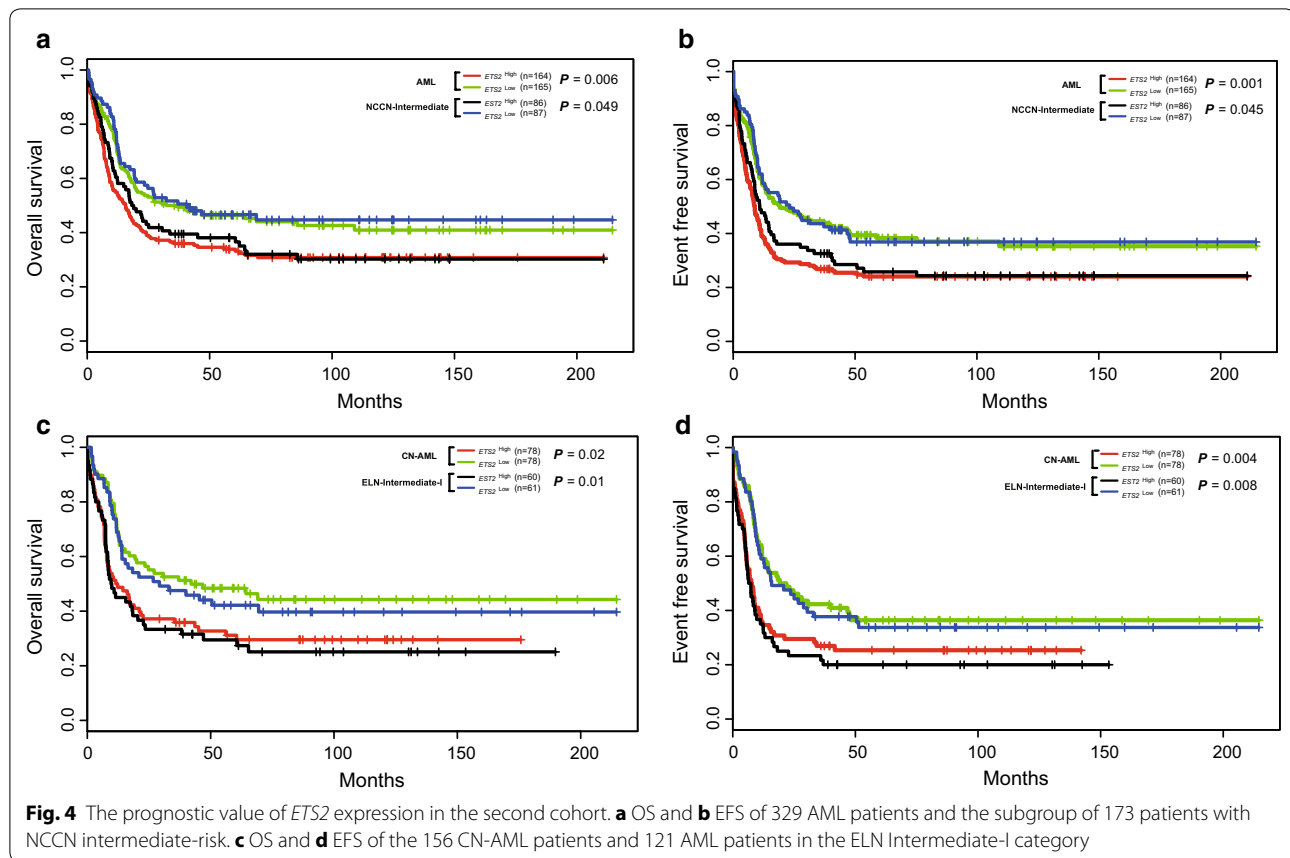 a
AML ETS2 High (n=164) P = 0.006
ETS2 Low (n=165)
NCCN-Intermediate EST2 High (n=86) P = 0.049
ETS2 Low (n=87)
Overall survival
0.0 0.2 0.4 0.6 0.8 1.0
0 50 100 150 200
Months
b
AML ETS2 High (n=164) P = 0.001
ETS2 Low (n=165)
NCCN-Intermediate EST2 High (n=86) P = 0.045
ETS2 Low (n=87)
Event free survival
0.0 0.2 0.4 0.6 0.8 1.0
0 50 100 150 200
Months
c
CN-AML ETS2 High (n=78) P = 0.02
ETS2 Low (n=78)
ELN-Intermediate-I EST2 High (n=60) P = 0.01
ETS2 Low (n=61)
Overall survival
0.0 0.2 0.4 0.6 0.8 1.0
0 50 100 150 200
Months
d
CN-AML ETS2 High (n=78) P = 0.004
ETS2 Low (n=78)
ELN-Intermediate-I EST2 High (n=60) P = 0.008
ETS2 Low (n=61)
Event free survival
0.0 0.2 0.4 0.6 0.8 1.0
0 50 100 150 200
Months
Fig. 4 The prognostic value of ETS2 expression in the second cohort. a OS and b EFS of 329 AML patients and the subgroup of 173 patients with
NCCN intermediate-risk. c OS and d EFS of the 156 CN-AML patients and 121 AML patients in the ELN Intermediate-I category